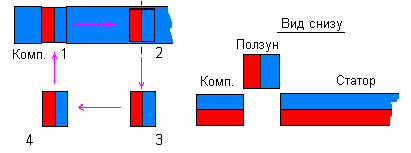 Вид снизу
Ползун
Комп. 1 2
Комп. Статор
4 3